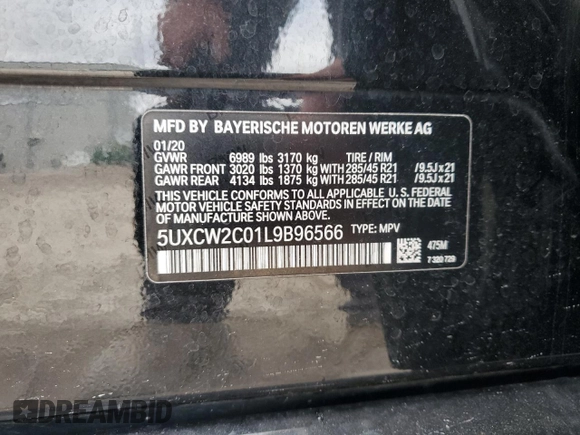 MFD BY BAYERISCHE MOTOREN WERKE AG
01/20
GVWR 6989 lbs 3170 kg TIRE / RIM
GAWR FRONT 3020 lbs 1370 kg WITH 285/45 R21 /9.5Jx21
GAWR REAR 4134 lbs 1875 kg WITH 285/45 R21 /9.5Jx21
THIS VEHICLE CONFORMS TO ALL APPLICABLE U. S. FEDERAL
MOTOR VEHICLE SAFETY STANDARDS IN EFFECT ON THE DATE OF
MANUFACTURE SHOWN ABOVE.
5UXCW2C01L9B96566 TYPE: MPV
475M
7 320 729
DREAMBID